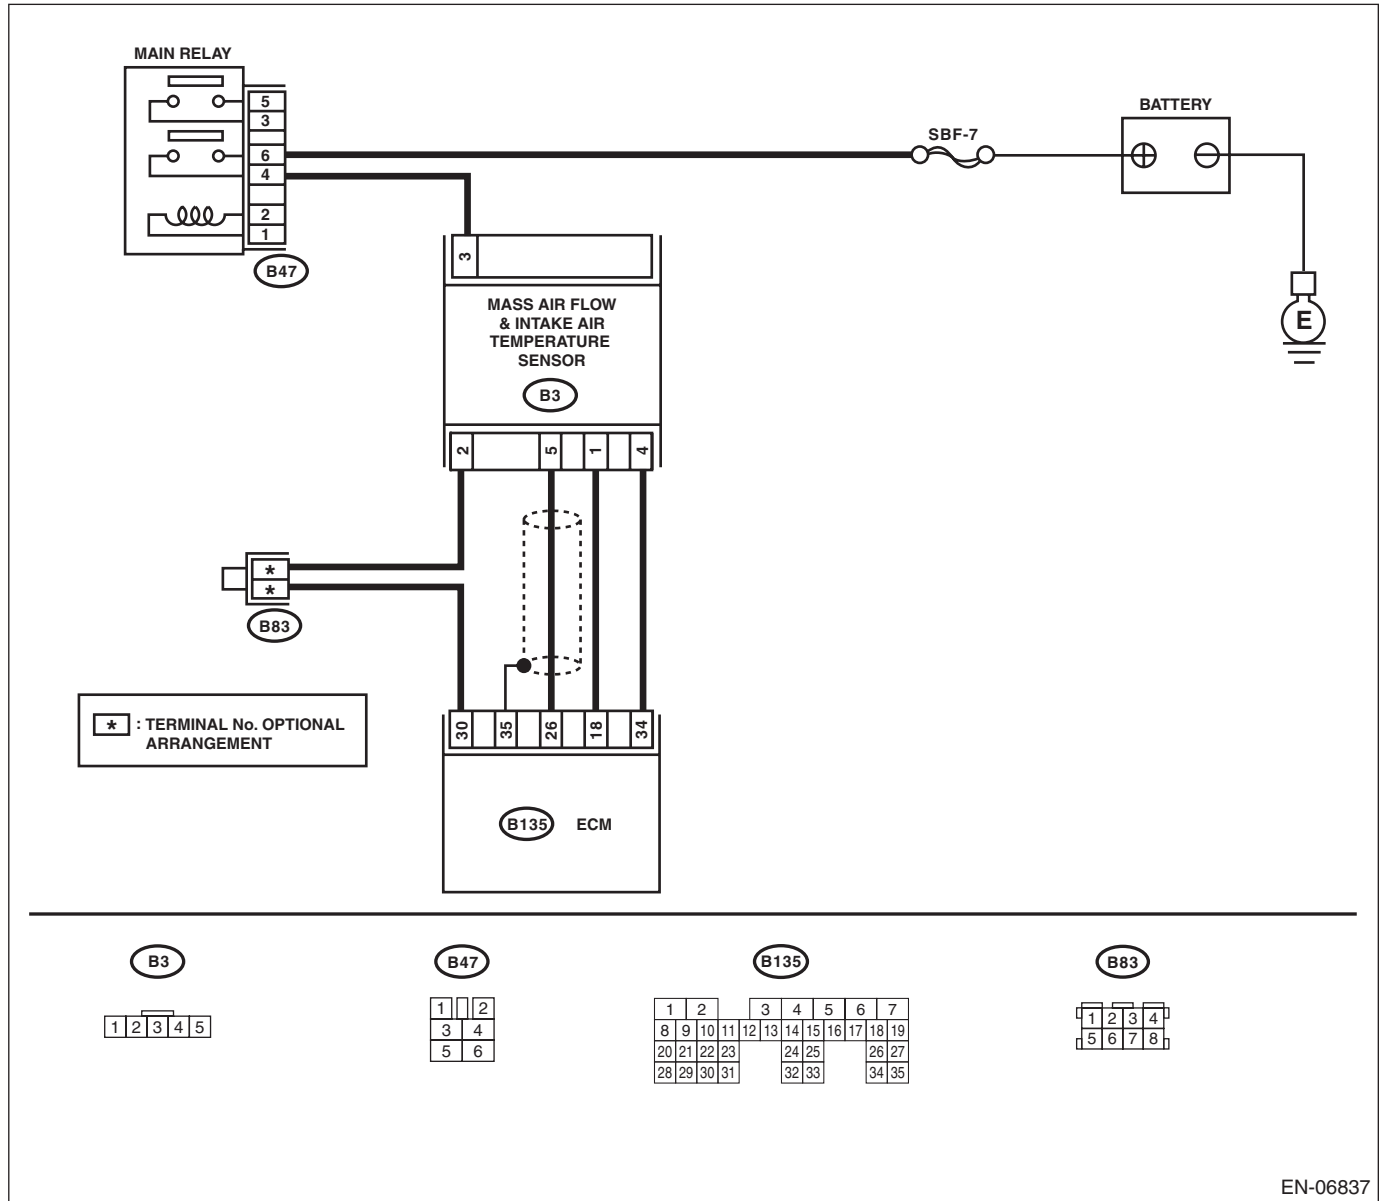 MAIN RELAY
5
3
6
4
2
1
B47
SBF-7
BATTERY
E
3
MASS AIR FLOW
& INTAKE AIR
TEMPERATURE
SENSOR
B3
2 5 1 4
*
*
B83
* : TERMINAL No. OPTIONAL
ARRANGEMENT
30 35 26 18 34
B135 ECM
B3
1 2 3 4 5
B47
1 2
3 4
5 6
B135
1 2 3 4 5 6 7
8 9 10 11 12 13 14 15 16 17 18 19
20 21 22 23 24 25 26 27
28 29 30 31 32 33 34 35
B83
1 2 3 4
5 6 7 8
EN-06837